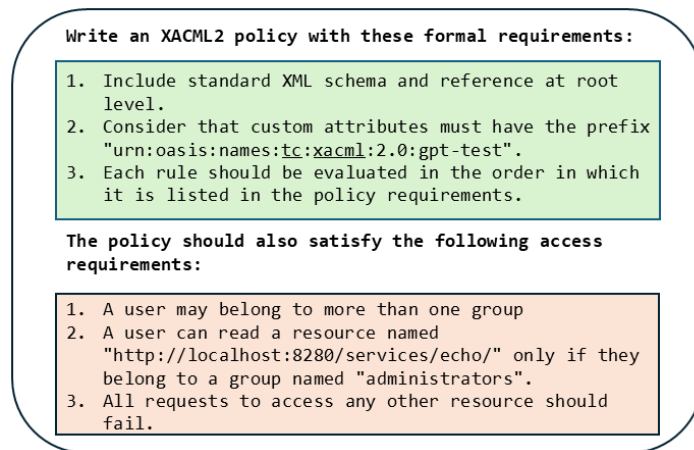 Write an XACML2 policy with these formal requirements:
1. Include standard XML schema and reference at root
level.
2. Consider that custom attributes must have the prefix
"urn:oasis:names:tc:xacml:2.0:gpt-test".
3. Each rule should be evaluated in the order in which
it is listed in the policy requirements.
The policy should also satisfy the following access
requirements:
1. A user may belong to more than one group
2. A user can read a resource named
"http://localhost:8280/services/echo/" only if they
belong to a group named "administrators".
3. All requests to access any other resource should
fail.